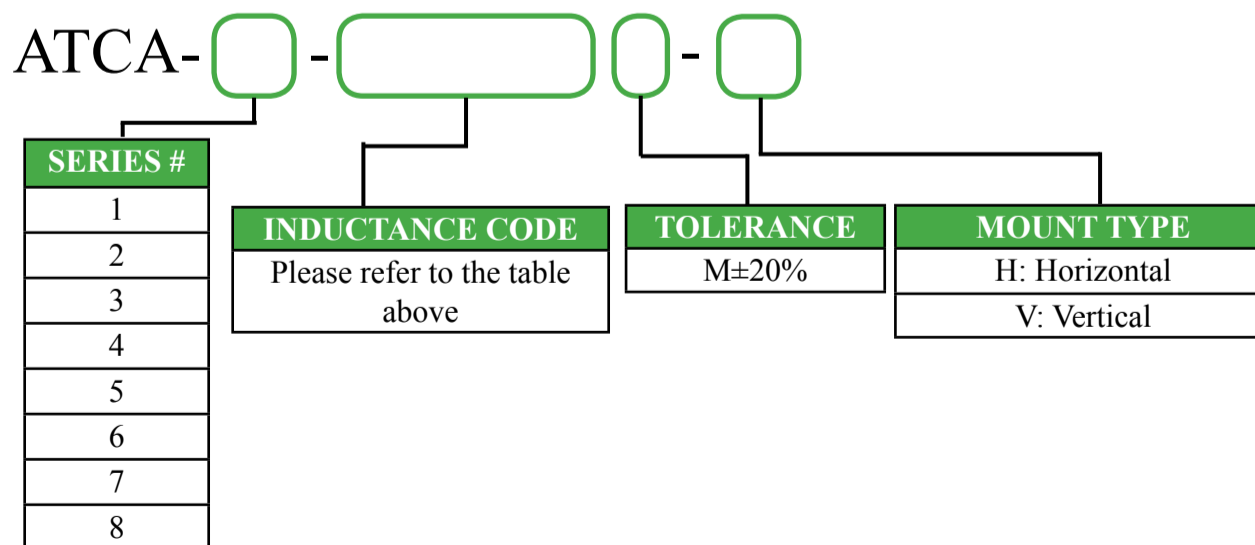 ATCA- - -
SERIES #
1
2
3
4
5
6
7
8
INDUCTANCE CODE
Please refer to the table
above
TOLERANCE
M±20%
MOUNT TYPE
H: Horizontal
V: Vertical